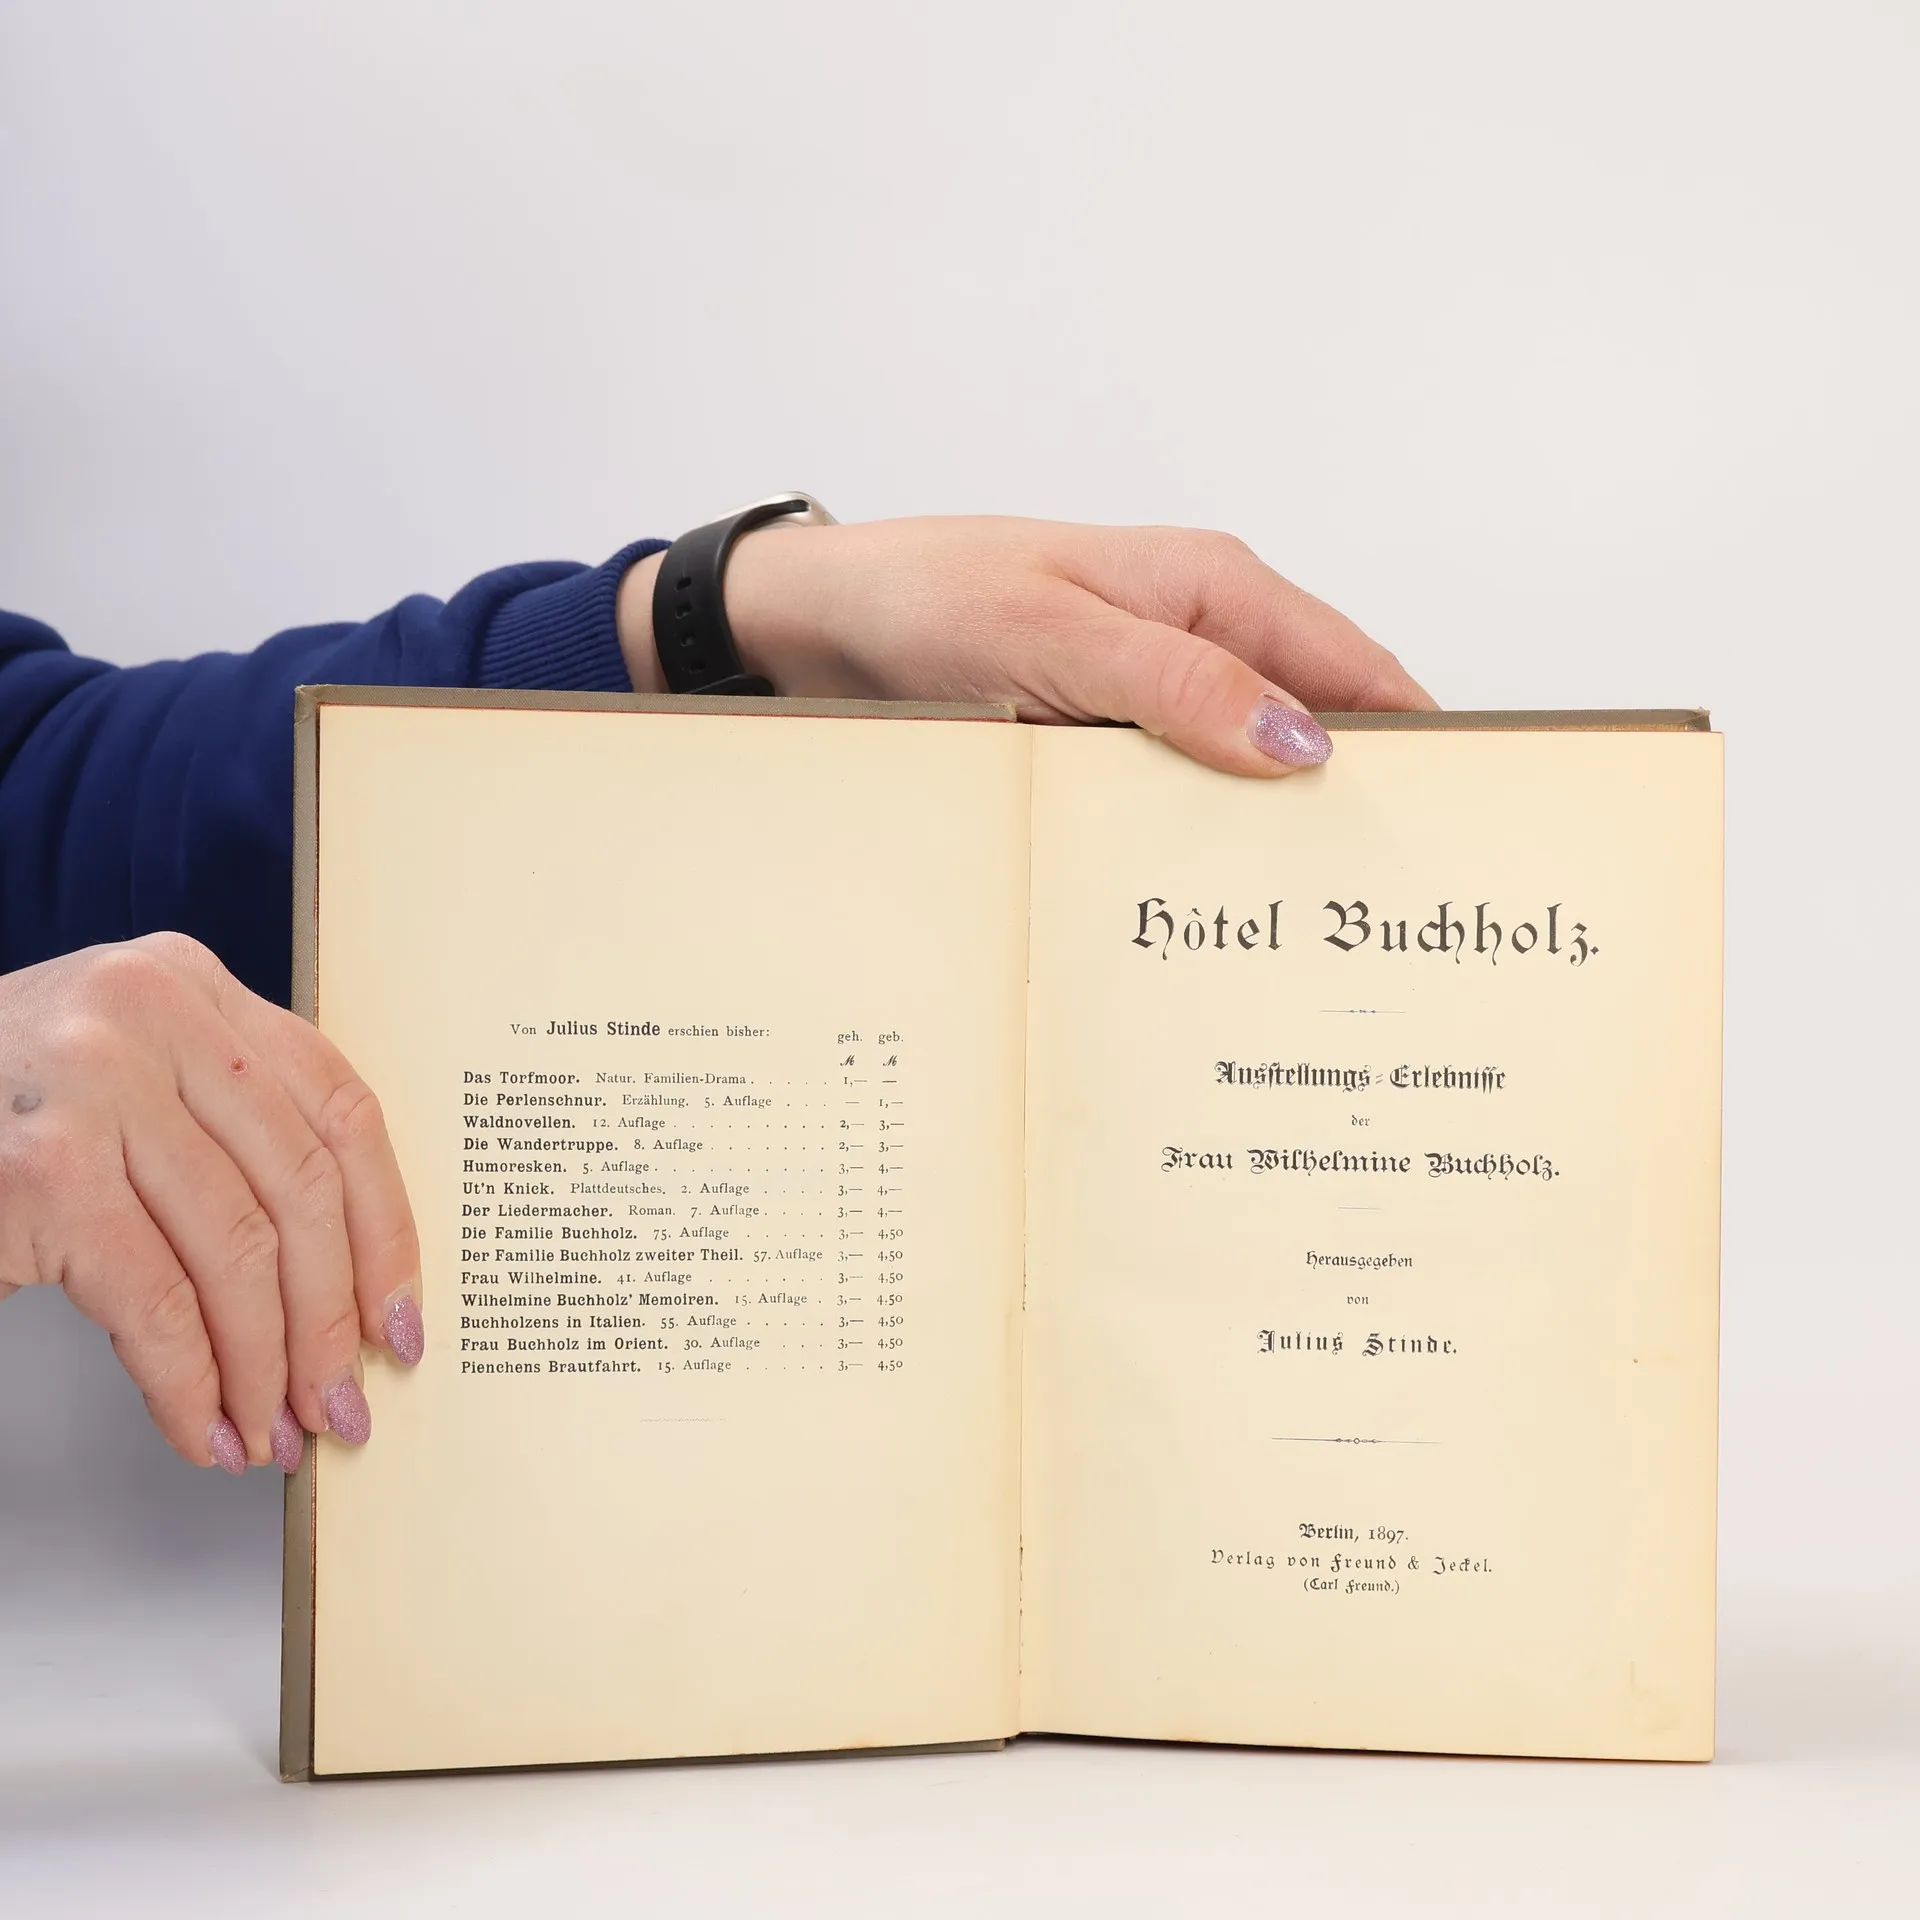 Von Julius Stinde erschien bisher:
geh. geb.
ℳ ℳ
Das Torfmoor. Natur. Familien-Drama . . . . . 1,— —
Die Perlenschnur. Erzählung. 5. Auflage . . . — 1,—
Waldnovellen. 12. Auflage . . . . . . . . . 2,— 3,—
Die Wandertruppe. 8. Auflage . . . . . . . 2,— 3,—
Humoresken. 5. Auflage . . . . . . . . . . 3,— 4,—
Ut'n Knick. Plattdeutsches. 2. Auflage . . . . 3,— 4,—
Der Liedermacher. Roman. 7. Auflage . . . . 3,— 4,—
Die Familie Buchholz. 75. Auflage . . . . . 3,— 4,50
Der Familie Buchholz zweiter Theil. 57. Auflage 3,— 4,50
Frau Wilhelmine. 41. Auflage . . . . . . . 3,— 4,50
Wilhelmine Buchholz' Memoiren. 15. Auflage . 3,— 4,50
Buchholzens in Italien. 55. Auflage . . . . . 3,— 4,50
Frau Buchholz im Orient. 30. Auflage . . . 3,— 4,50
Pienchens Brautfahrt. 15. Auflage . . . . . 3,— 4,50
Hôtel Buchholz.
Ausstellungs-Erlebnisse
der
Frau Wilhelmine Buchholz.
Herausgegeben
von
Julius Stinde.
Berlin, 1897.
Verlag von Freund & Jeckel.
(Carl Freund.)